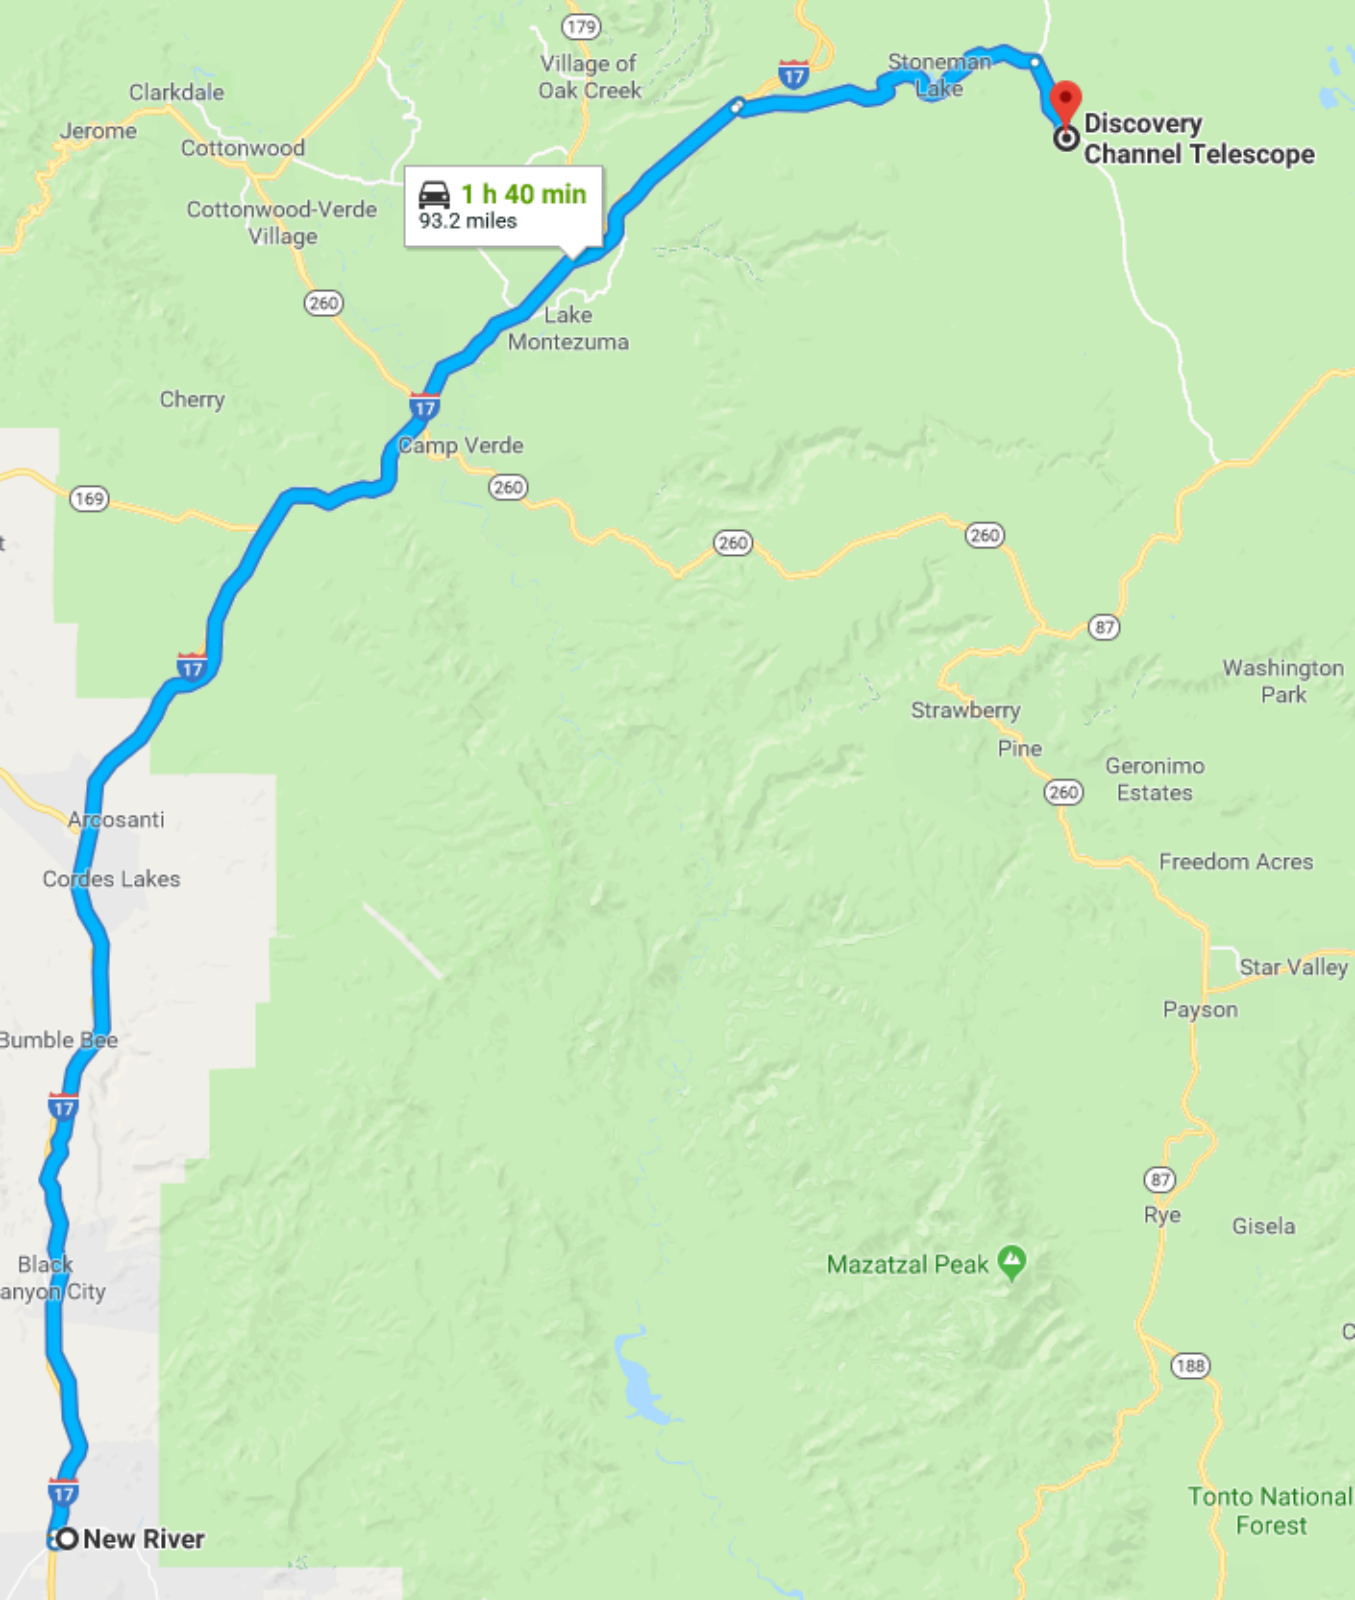 179
Village of
Oak Creek
17
Stoneman
Lake
Clarkdale
Jerome
Cottonwood
Discovery
Channel Telescope
1 h 40 min
93.2 miles
Cottonwood-Verde
Village
260
Lake
Montezuma
Cherry
17
Camp Verde
260
169
t
260
260
87
17
Washington
Park
Strawberry
Pine
Geronimo
Estates
260
Arcosanti
Cordes Lakes
Freedom Acres
Star Valley
Payson
Bumble Bee
17
87
Rye
Gisela
Black
anyon City
Mazatzal Peak
C
188
17
Tonto National
Forest
New River